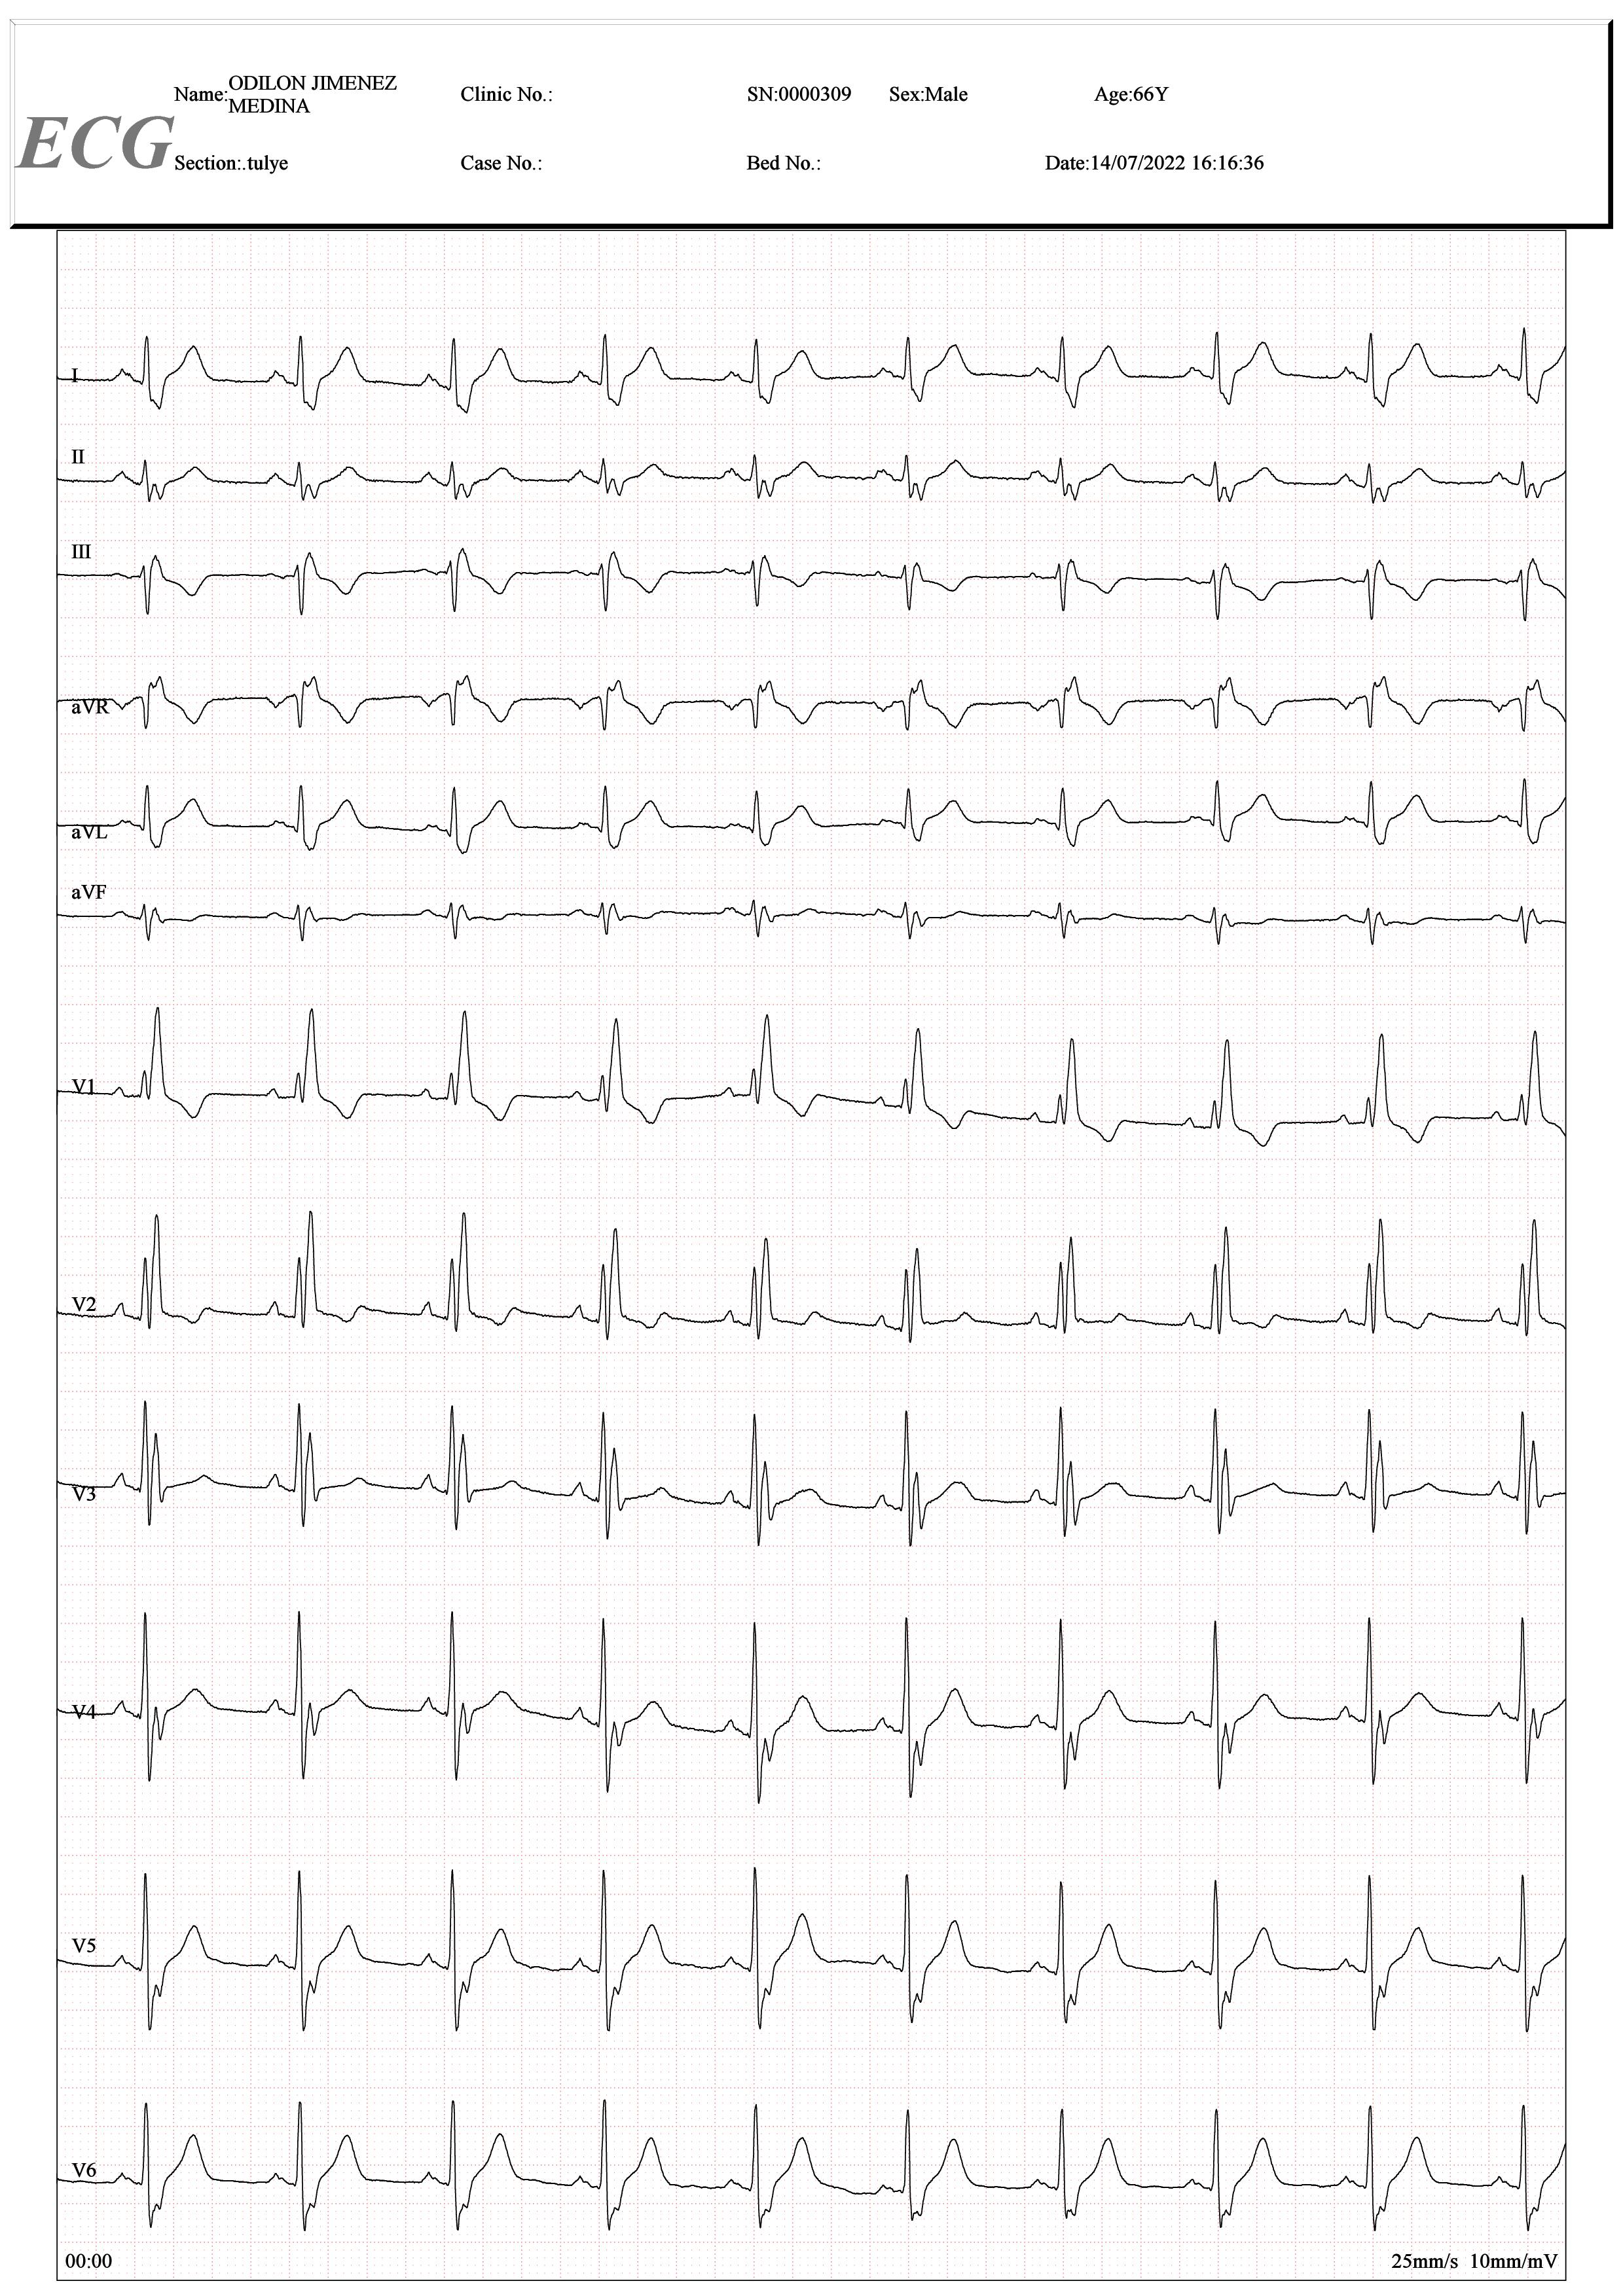 ECG
Name:ODILON JIMENEZ MEDINA Clinic No.: SN:0000309 Sex:Male Age:66Y
Section:.tulye Case No.: Bed No.: Date:14/07/2022 16:16:36
I
II
III
aVR
aVL
aVF
V1
V2
V3
V4
V5
V6
00:00 25mm/s 10mm/mV